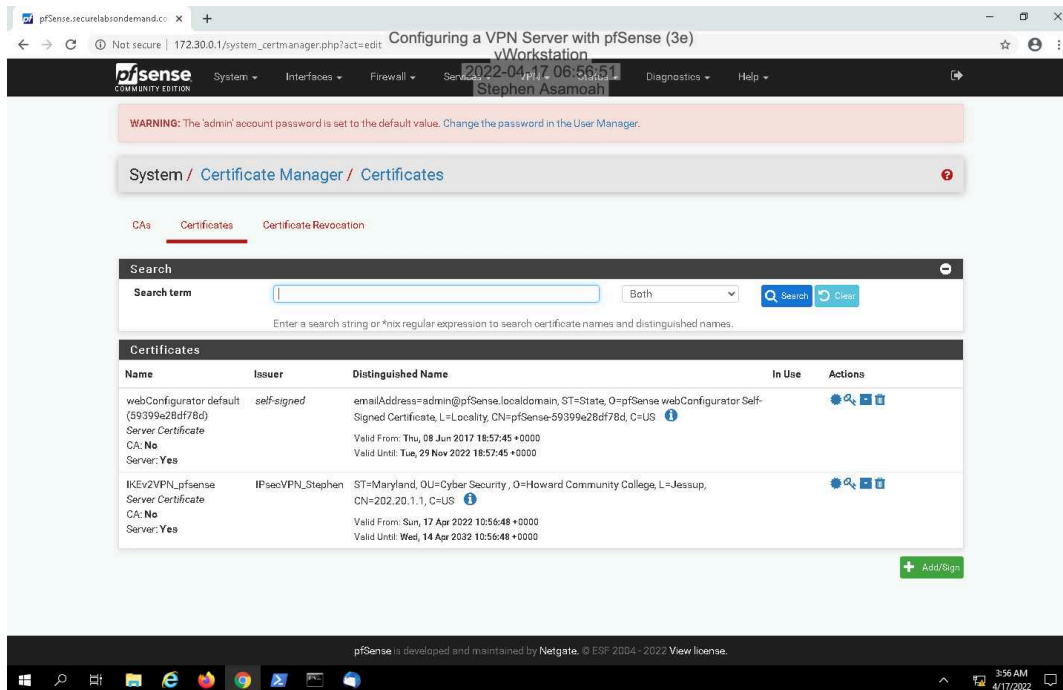 pfSense.securelabsondemand.cc
Not secure | 172.30.0.1/system_certmanager.php?act=edit
Configuring a VPN Server with pfSense (3e)
vWorkstation
2022-04-17 06:56:51
Stephen Asamoah
pfsense
COMMUNITY EDITION
System Interfaces Firewall Services VPN Status Diagnostics Help
WARNING: The 'admin' account password is set to the default value. Change the password in the User Manager.
System / Certificate Manager / Certificates
CAs Certificates Certificate Revocation
Search
Search term Both Search Clear
Enter a search string or *nix regular expression to search certificate names and distinguished names.
Certificates
Name Issuer Distinguished Name In Use Actions
webConfigurator default self-signed emailAddress=admin@pfSense.localdomain, ST=State, O=pfSense webConfigurator Self-
(59399e28df78d) Signed Certificate, L=Locality, CN=pfSense-59399e28df78d, C=US
Server Certificate
CA: No Valid From: Thu, 08 Jun 2017 18:57:45 +0000
Server: Yes Valid Until: Tue, 29 Nov 2022 18:57:45 +0000
IKEv2VPN_pfsense IPsecVPN_Stephen ST=Maryland, OU=Cyber Security , O=Howard Community College, L=Jessup,
Server Certificate CN=202.20.1.1, C=US
CA: No
Server: Yes Valid From: Sun, 17 Apr 2022 10:56:48 +0000
Valid Until: Wed, 14 Apr 2032 10:56:48 +0000
Add/Sign
pfSense is developed and maintained by Netgate. © ESF 2004 - 2022 View license.
3:56 AM
4/17/2022